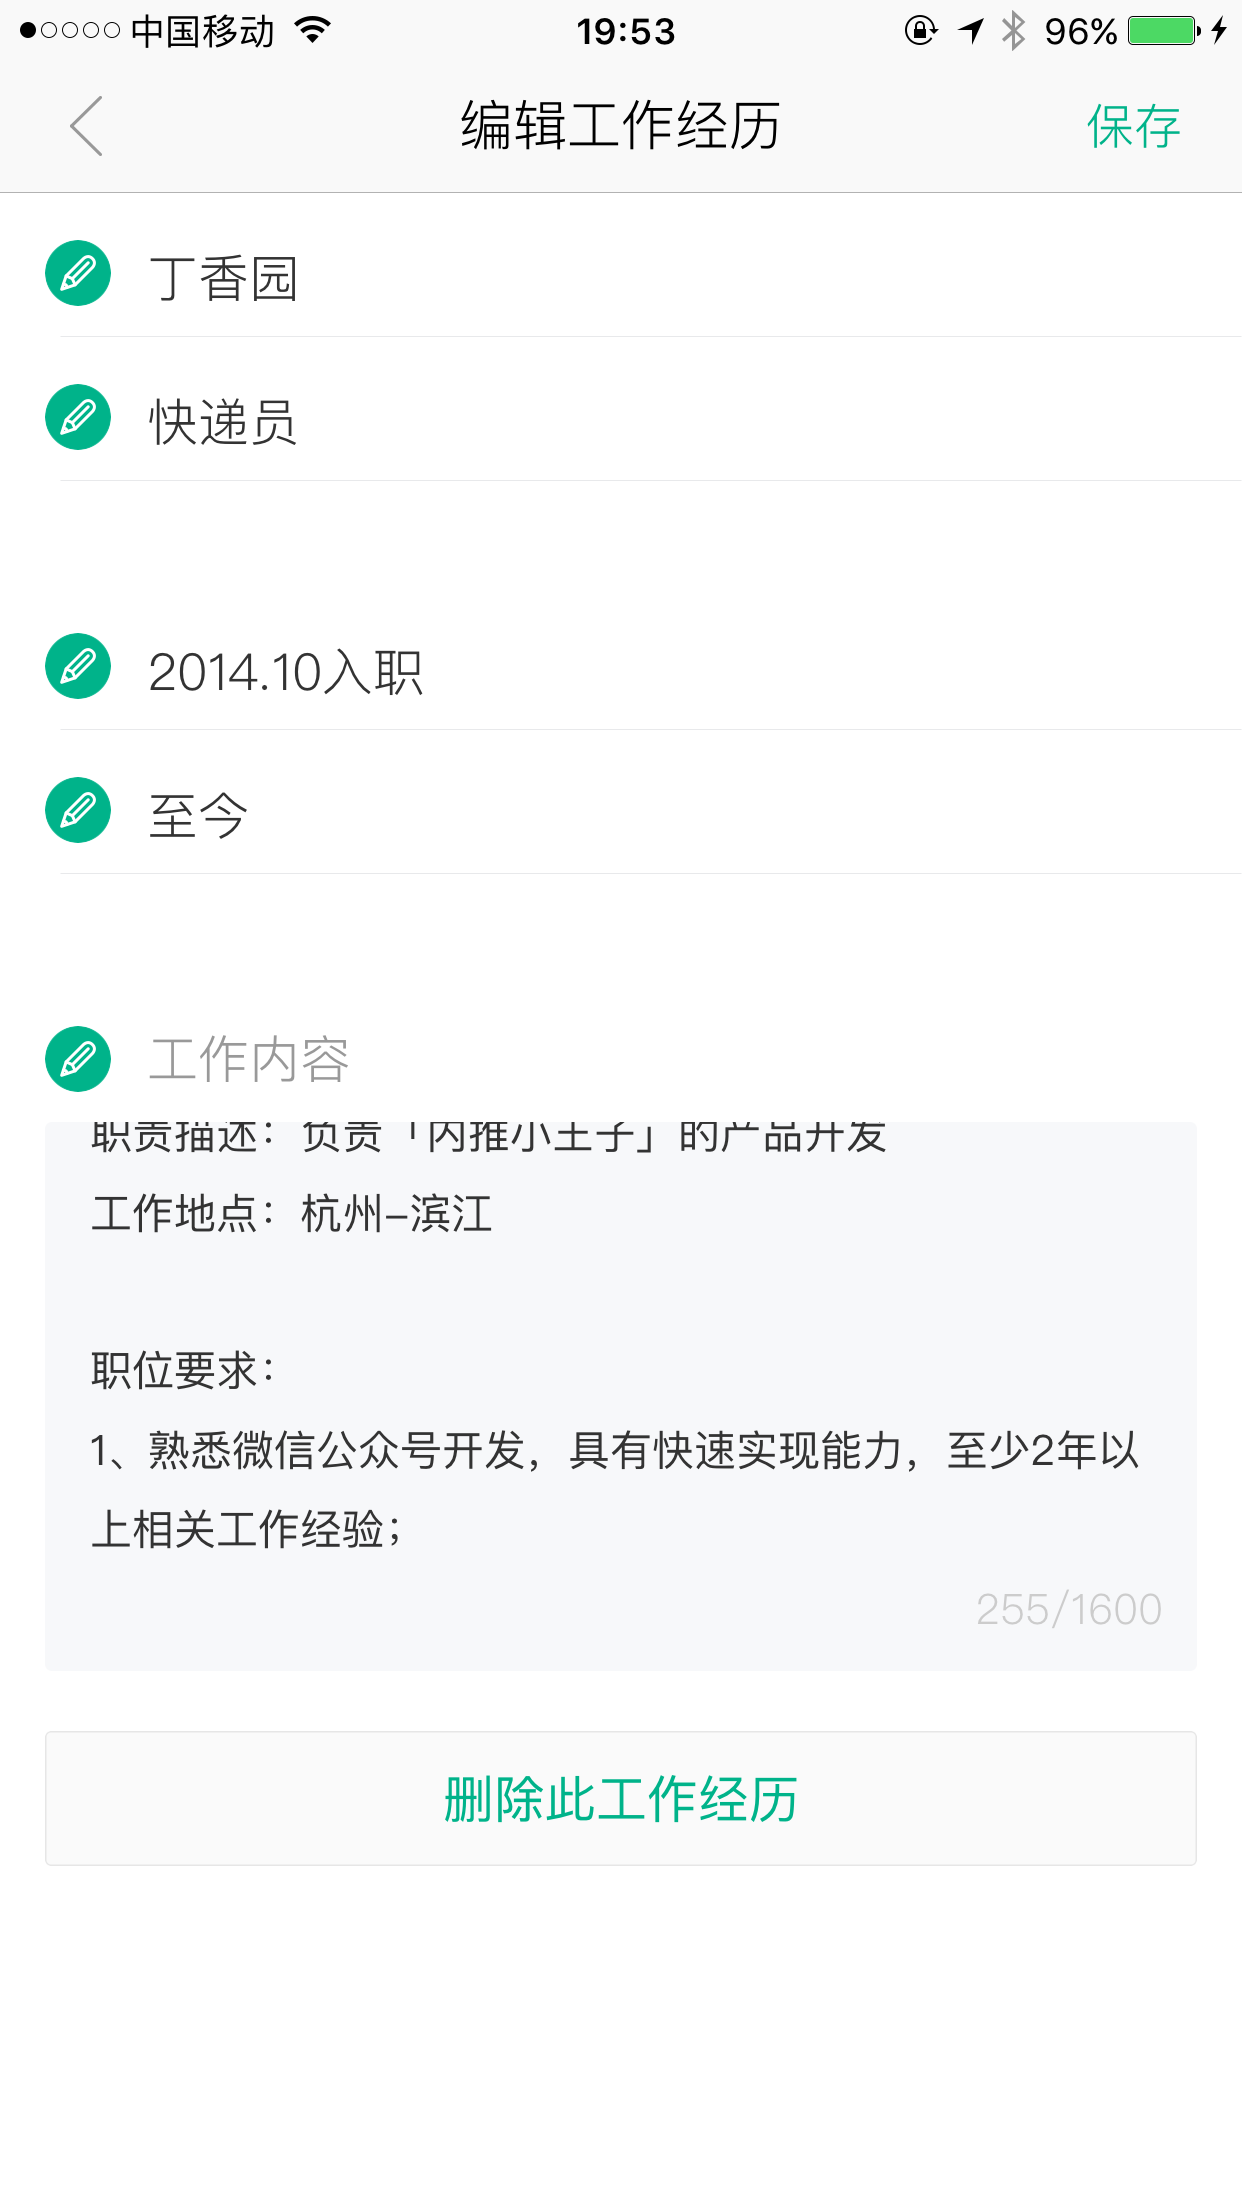 中国移动
19:53
96%
编辑工作经历
保存
丁香园
快递员
2014.10入职
至今
工作内容
职责描述：负责「内推小王子」的产品开发
工作地点：杭州-滨江
职位要求：
1、熟悉微信公众号开发，具有快速实现能力，至少2年以
上相关工作经验；
255/1600
删除此工作经历